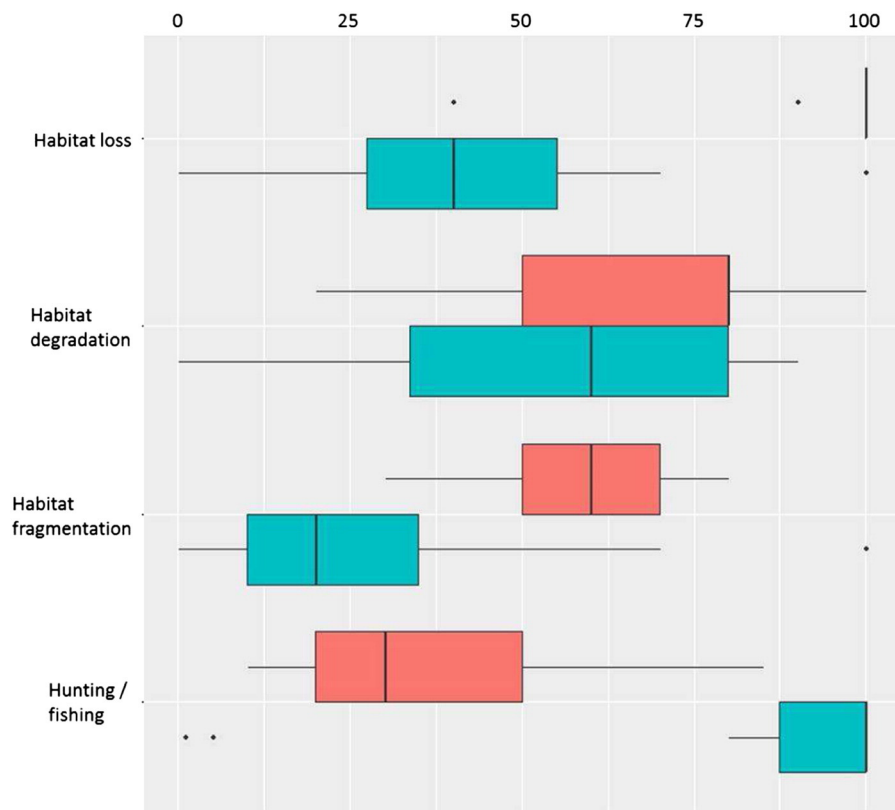 0 25 50 75 100
Habitat loss
Habitat
degradation
Habitat
fragmentation
Hunting /
fishing